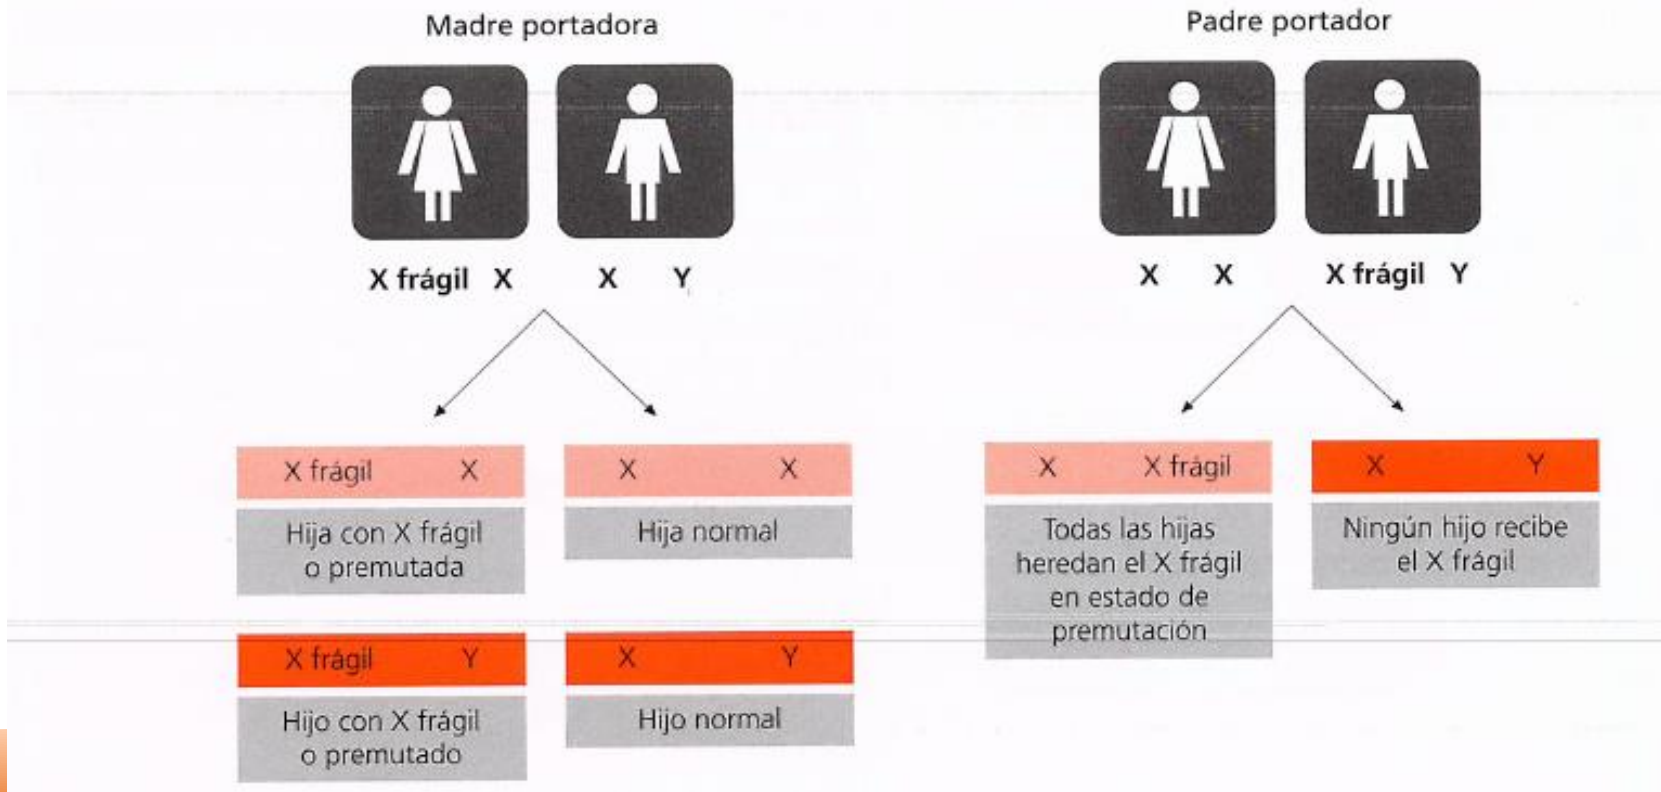 Madre portadora
X frágil X
X Y
X frágil X
Hija con X frágil
o premutada
X X
Hija normal
X frágil Y
Hijo con X frágil
o premutado
X Y
Hijo normal
Padre portador
X X
X frágil Y
X X frágil
Todas las hijas
heredan el X frágil
en estado de
premutación
X Y
Ningún hijo recibe
el X frágil